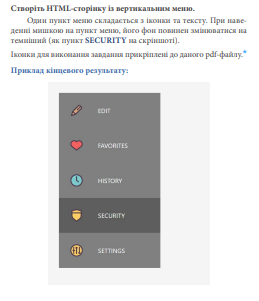 Створіть HTML-сторінку із вертикальним меню.
Один пункт меню складається з іконки та тексту. При наве-
денні мишкою на пункт меню, його фон повинен змінюватися на
темніший (як пункт SECURITY на скріншоті).
Іконки для виконання завдання прикріплені до даного pdf-файлу.*
Приклад кінцевого результату:
EDIT
FAVORITES
HISTORY
SECURITY
SETTINGS